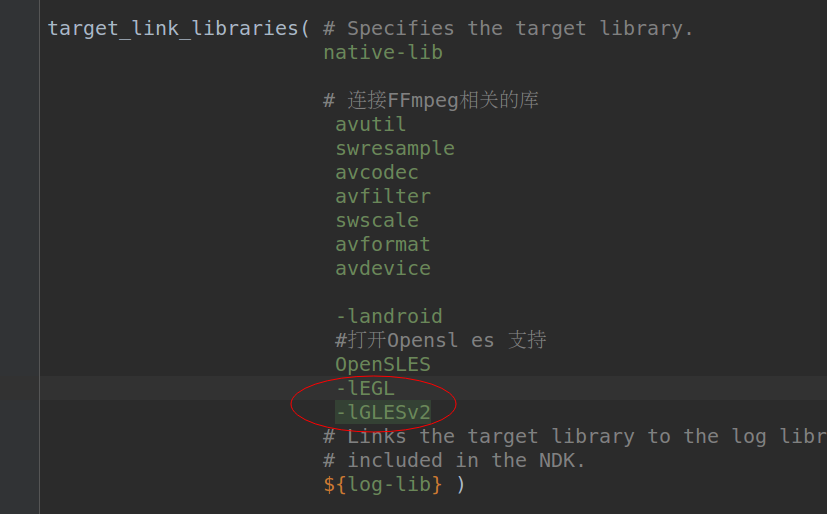 target_link_libraries( # Specifies the target library.
native-lib
# 连接FFmpeg相关的库
avutil
swresample
avcodec
avfilter
swscale
avformat
avdevice
-landroid
#打开Opensl es 支持
OpenSLES
-lEGL
-lGLESv2
# Links the target library to the log libr
# included in the NDK.
${log-lib} )